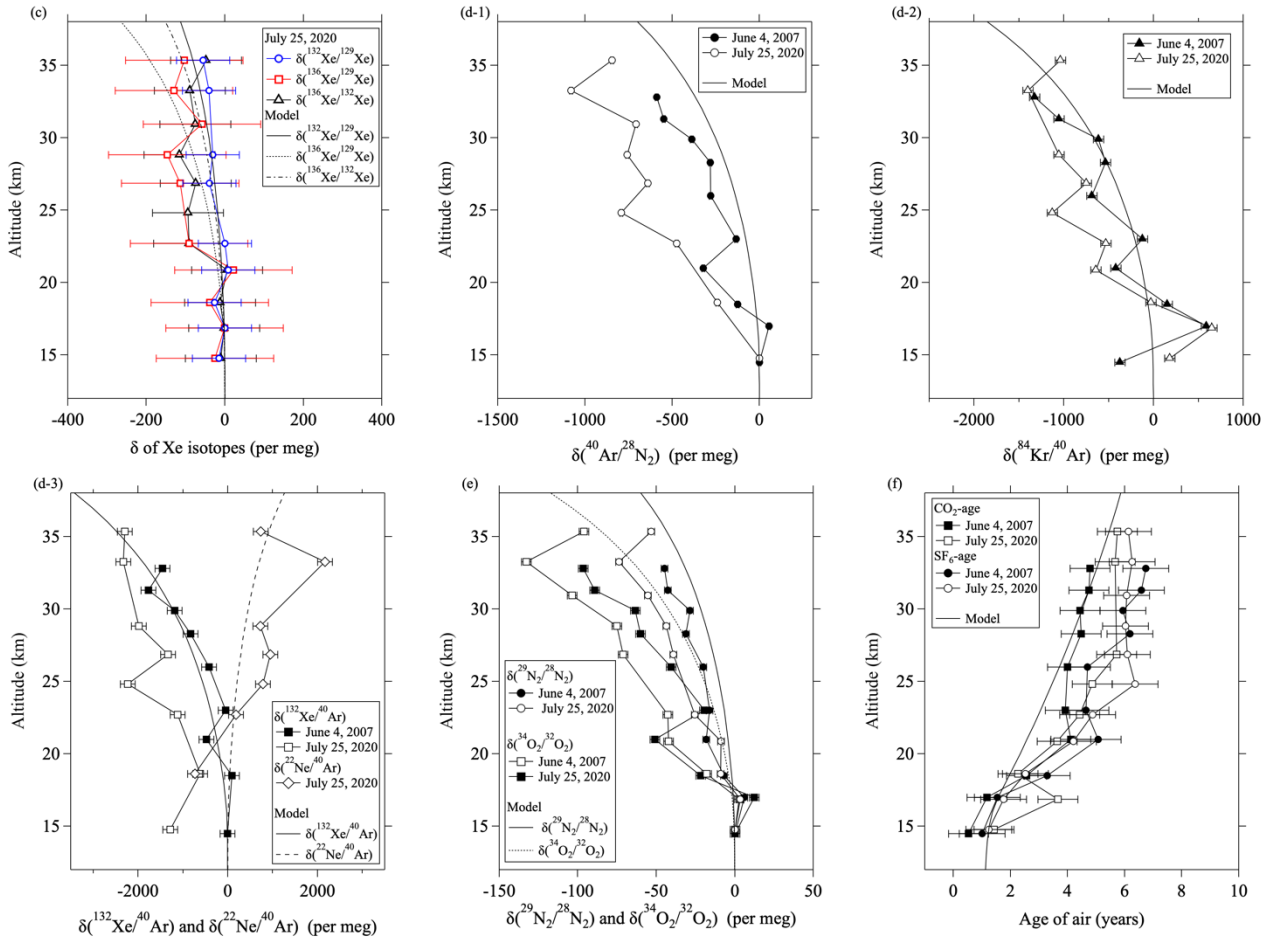 (c)
July 25, 2020
δ(¹³²Xe/¹²⁹Xe)
δ(¹³⁶Xe/¹²⁹Xe)
δ(¹³⁶Xe/¹³²Xe)
Model
δ(¹³²Xe/¹²⁹Xe)
δ(¹³⁶Xe/¹²⁹Xe)
δ(¹³⁶Xe/¹³²Xe)
35
30
25
20
15
Altitude (km)
-400 -200 0 200 400
δ of Xe isotopes (per meg)
(d-1)
June 4, 2007
July 25, 2020
Model
35
30
25
20
15
Altitude (km)
-1500 -1000 -500 0
δ(⁴⁰Ar/²⁸N₂) (per meg)
(d-2)
June 4, 2007
July 25, 2020
Model
35
30
25
20
15
Altitude (km)
-2000 -1000 0 1000
δ(⁸⁴Kr/⁴⁰Ar) (per meg)
(d-3)
35
30
25
20
15
Altitude (km)
δ(¹³²Xe/⁴⁰Ar)
June 4, 2007
July 25, 2020
δ(²²Ne/⁴⁰Ar)
July 25, 2020
Model
δ(¹³²Xe/⁴⁰Ar)
δ(²²Ne/⁴⁰Ar)
-2000 0 2000
δ(¹³²Xe/⁴⁰Ar) and δ(²²Ne/⁴⁰Ar) (per meg)
(e)
35
30
25
20
15
Altitude (km)
δ(²⁹N₂/²⁸N₂)
June 4, 2007
July 25, 2020
δ(³⁴O₂/³²O₂)
June 4, 2007
July 25, 2020
Model
δ(²⁹N₂/²⁸N₂)
δ(³⁴O₂/³²O₂)
-150 -100 -50 0 50
δ(²⁹N₂/²⁸N₂) and δ(³⁴O₂/³²O₂) (per meg)
(f)
CO₂-age
June 4, 2007
July 25, 2020
SF₆-age
June 4, 2007
July 25, 2020
Model
35
30
25
20
15
Altitude (km)
0 2 4 6 8 10
Age of air (years)